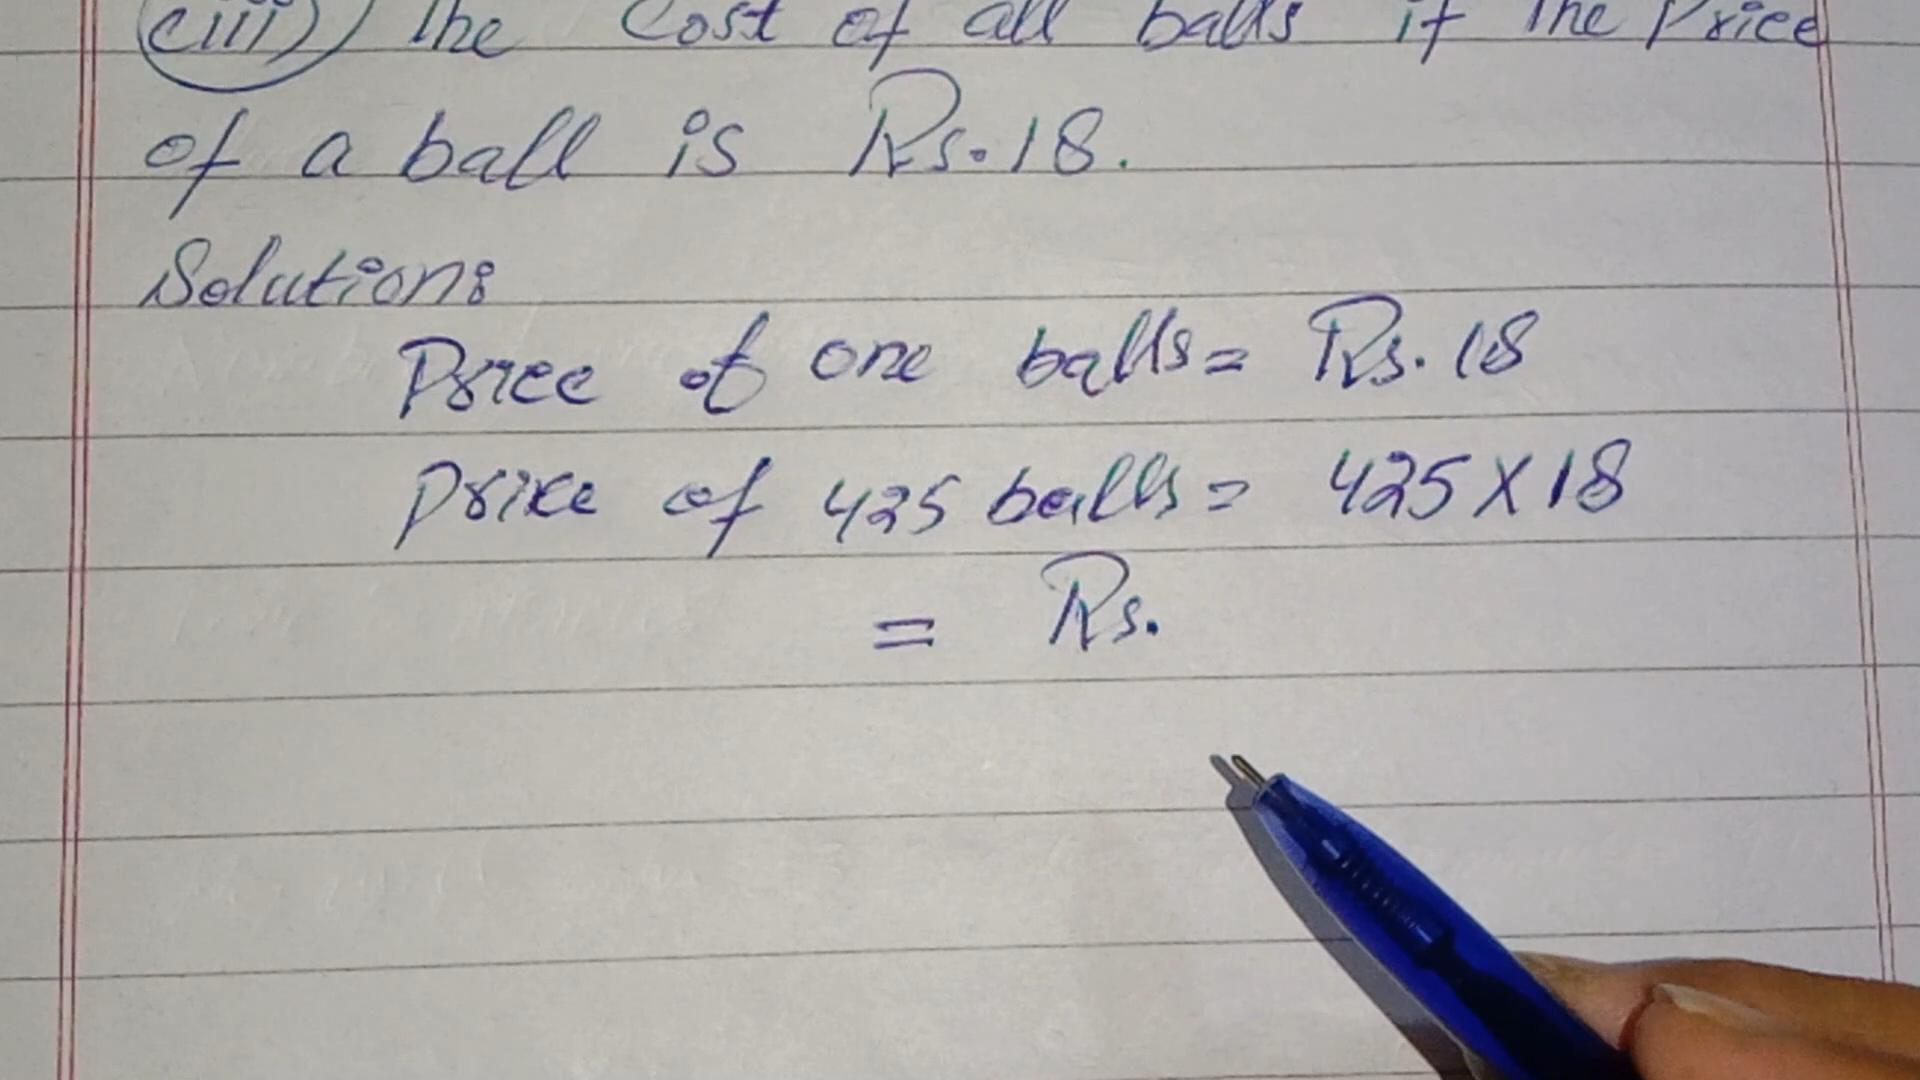 (iii) The Cost of all balls if The Price
of a ball is Rs.18.
Solution:
Price of one balls = Rs. 18
Price of 425 balls = 425 X 18
= Rs.